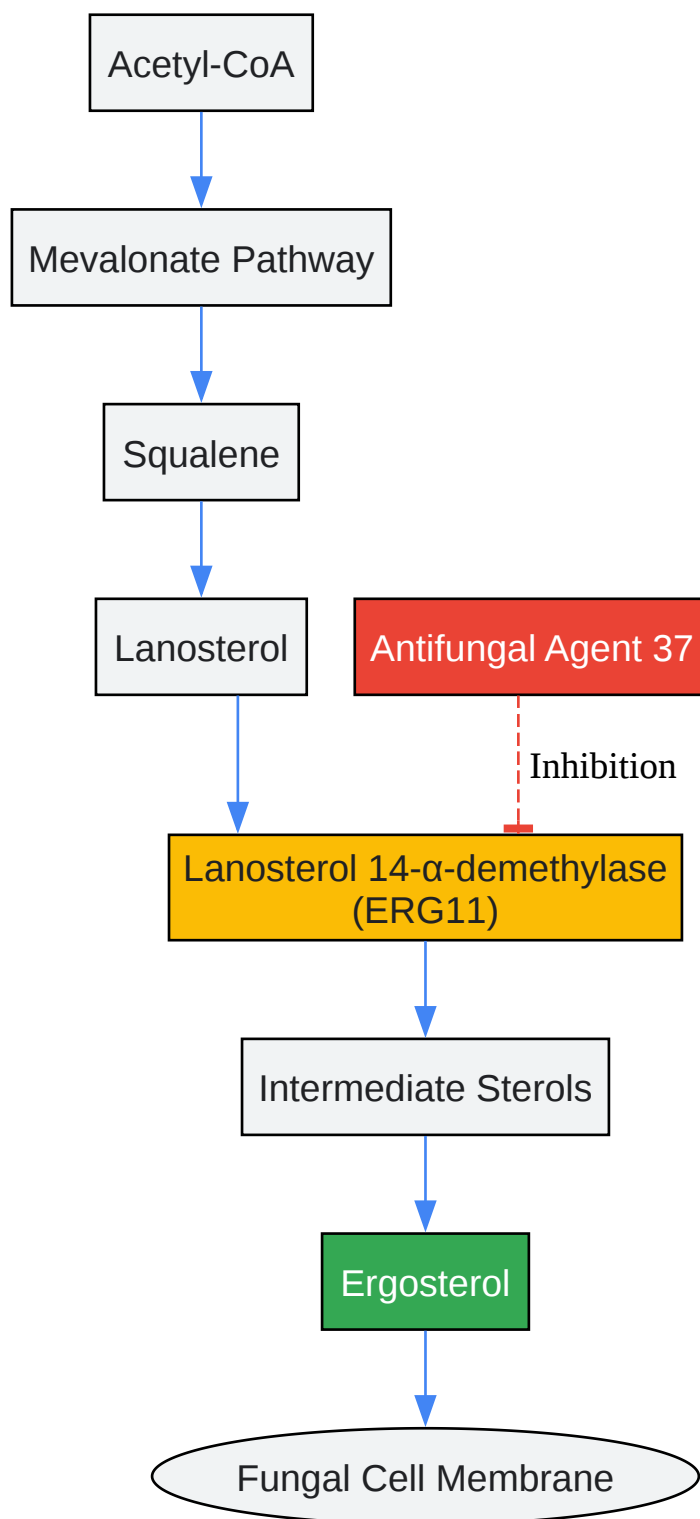 Acetyl-CoA
Mevalonate Pathway
Squalene
Lanosterol
Antifungal Agent 37
Inhibition
Lanosterol 14-α-demethylase
(ERG11)
Intermediate Sterols
Ergosterol
Fungal Cell Membrane